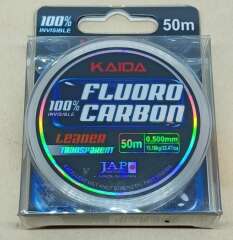 100%
INVISIBLE
50m
KAIDA
FLUORO
100% CARBON
INVISIBLE
LEADER
TRANSPARENT
50m
0.500mm
JAP